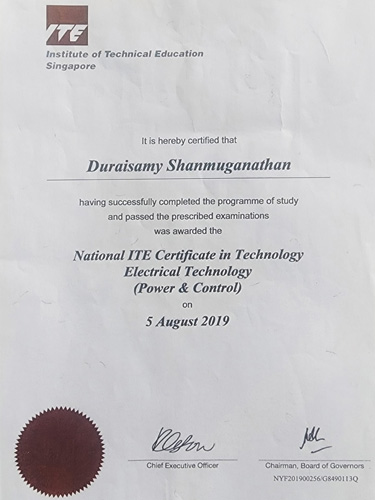 ITE
Institute of Technical Education
Singapore
It is hereby certified that
Duraisamy Shanmuganathan
having successfully completed the programme of study
and passed the prescribed examinations
was awarded the
National ITE Certificate in Technology
Electrical Technology
(Power & Control)
on
5 August 2019
Chief Executive Officer
Chairman, Board of Governors
NYF201900256/G8490113Q